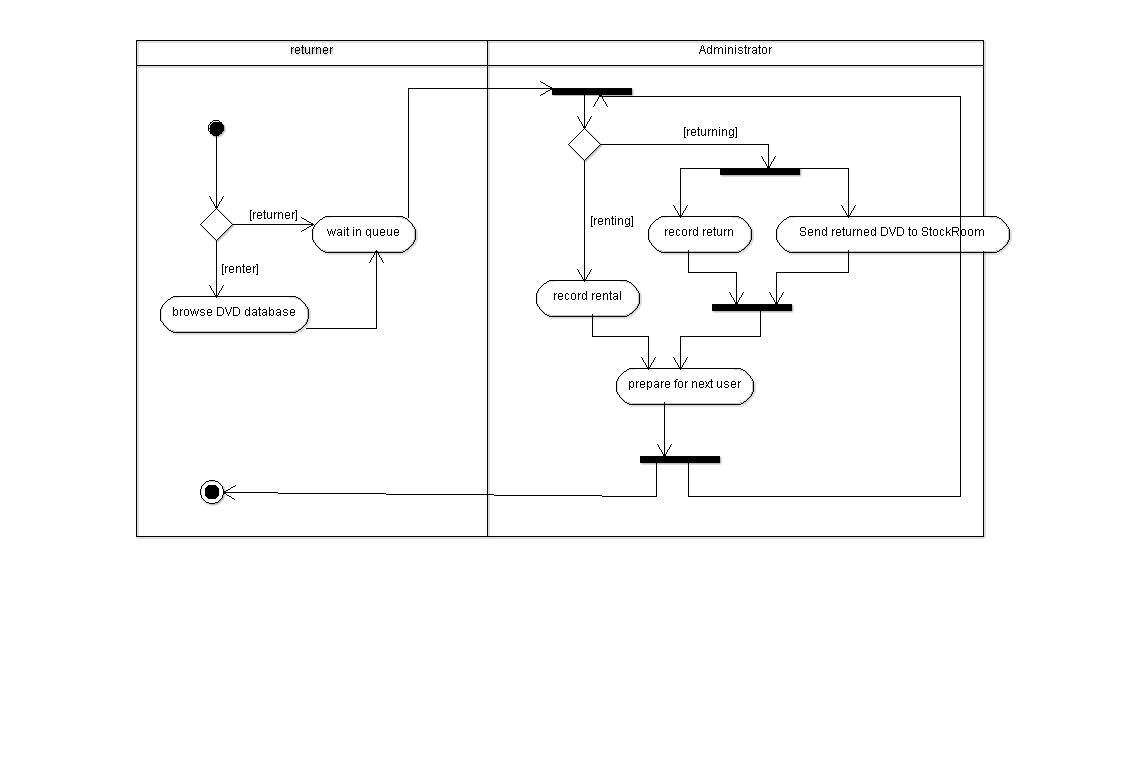 returner
Administrator
[returning]
[returner]
wait in queue
[renting]
record return
Send returned DVD to StockRoom
[renter]
browse DVD database
record rental
prepare for next user